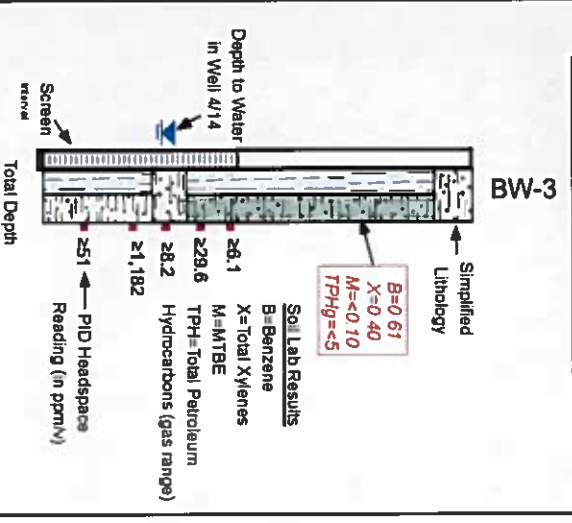 BW-3
Simplified
Lithology
B=0 61
X=0 40
M=<0.10
TPHg=<5
Soil Lab Results
B=Benzene
X=Total Xylenes
M=MTBE
TPH=Total Petroleum
Hydrocarbons (gas range)
≥6.1
≥29.6
≥8.2
≥1,182
≥51
PID Headspace
Reading (in ppm/v)
Depth to Water
in Well 4/14
Screen
Interval
Total Depth